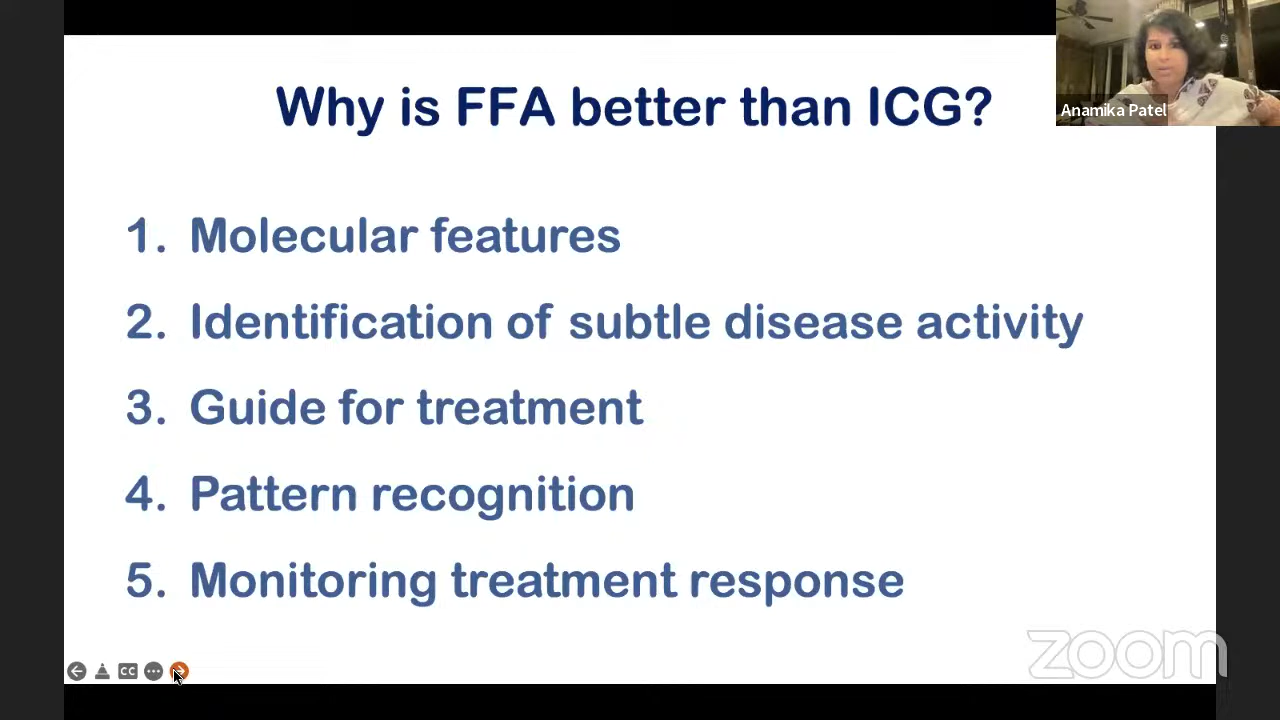 Why is FFA better than ICG?
Anamika Patel
1. Molecular features
2. Identification of subtle disease activity
3. Guide for treatment
4. Pattern recognition
5. Monitoring treatment response
CC
zoom